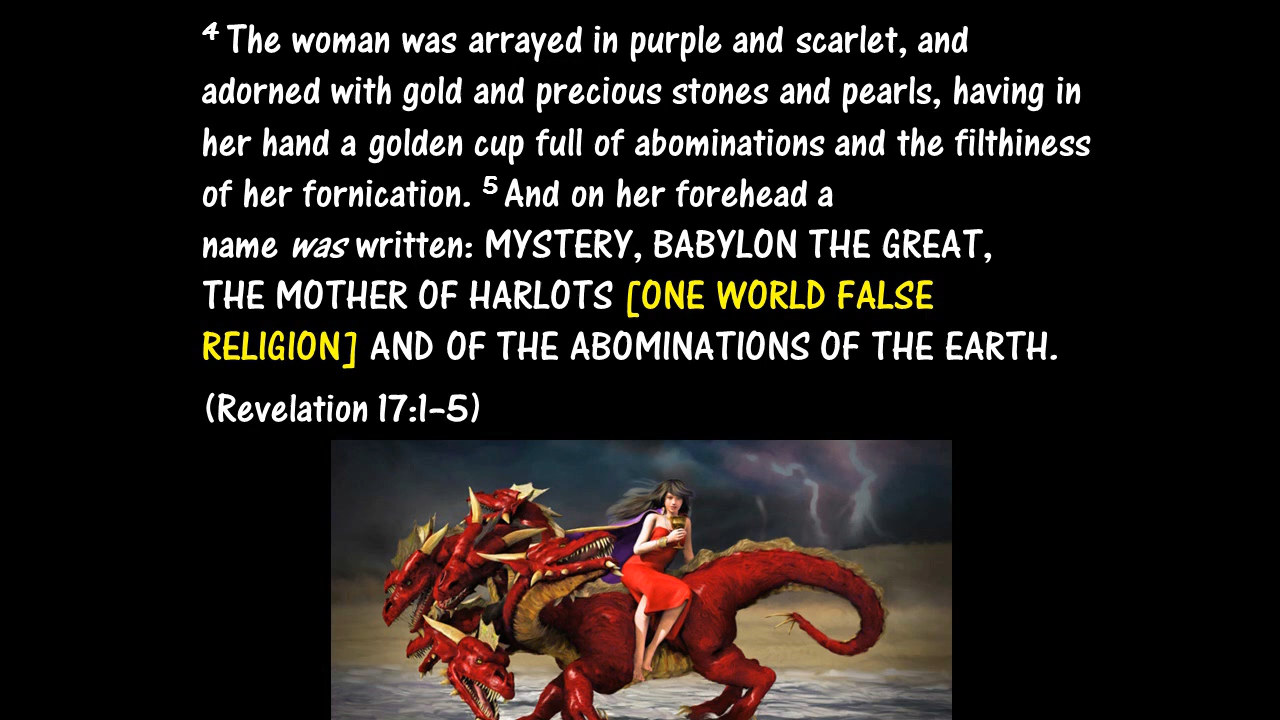 4 The woman was arrayed in purple and scarlet, and
adorned with gold and precious stones and pearls, having in
her hand a golden cup full of abominations and the filthiness
of her fornication. 5 And on her forehead a
name was written: MYSTERY, BABYLON THE GREAT,
THE MOTHER OF HARLOTS [ONE WORLD FALSE
RELIGION] AND OF THE ABOMINATIONS OF THE EARTH.
(Revelation 17:1-5)